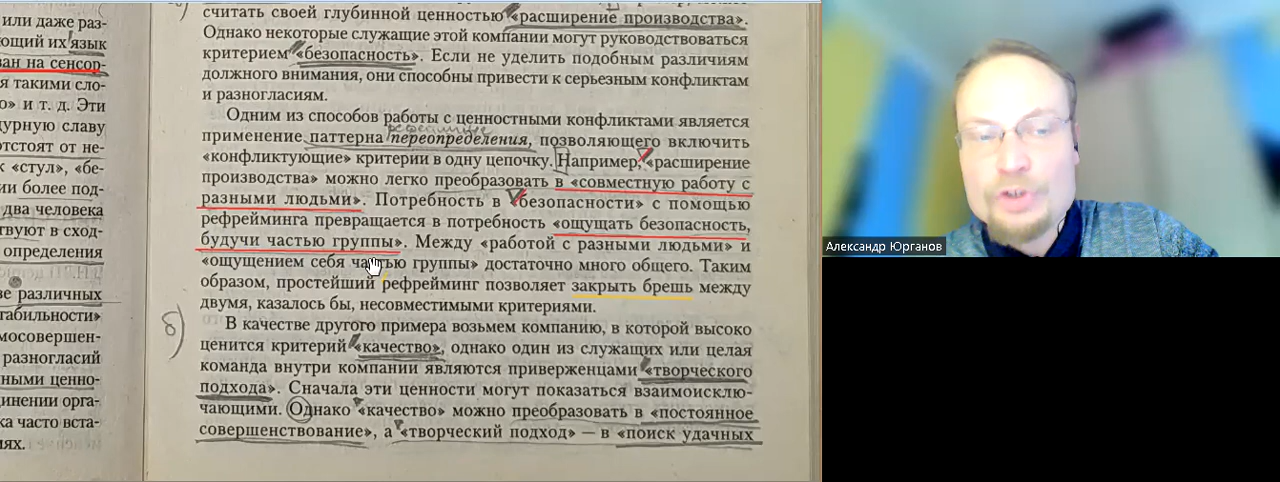 или даже раз-
ющий их язык
ван на сенсор-
я такими сло-
о» и т. д. Эти
дурную славу
отстоят от не-
к «стул», «бе-
ии более под-
два человека
твуют в сход-
определения
ве различных
табильности»
мосовершен-
разногласий
ными ценно-
динении орга-
ка часто вста-
иях.
считать своей глубинной ценностью «расширение производства».
Однако некоторые служащие этой компании могут руководствоваться
критерием «безопасность». Если не уделить подобным различиям
должного внимания, они способны привести к серьезным конфликтам
и разногласиям.
Одним из способов работы с ценностными конфликтами является
применение паттерна переопределения, позволяющего включить
«конфликтующие» критерии в одну цепочку. Например, «расширение
производства» можно легко преобразовать в «совместную работу с
разными людьми». Потребность в «безопасности» с помощью
рефрейминга превращается в потребность «ощущать безопасность,
будучи частью группы». Между «работой с разными людьми» и
«ощущением себя частью группы» достаточно много общего. Таким
образом, простейший рефрейминг позволяет закрыть брешь между
двумя, казалось бы, несовместимыми критериями.
б)
В качестве другого примера возьмем компанию, в которой высоко
ценится критерий «качество», однако один из служащих или целая
команда внутри компании являются приверженцами «творческого
подхода». Сначала эти ценности могут показаться взаимоисклю-
чающими. Однако «качество» можно преобразовать в «постоянное
совершенствование», а «творческий подход» — в «поиск удачных
Александр Юрганов